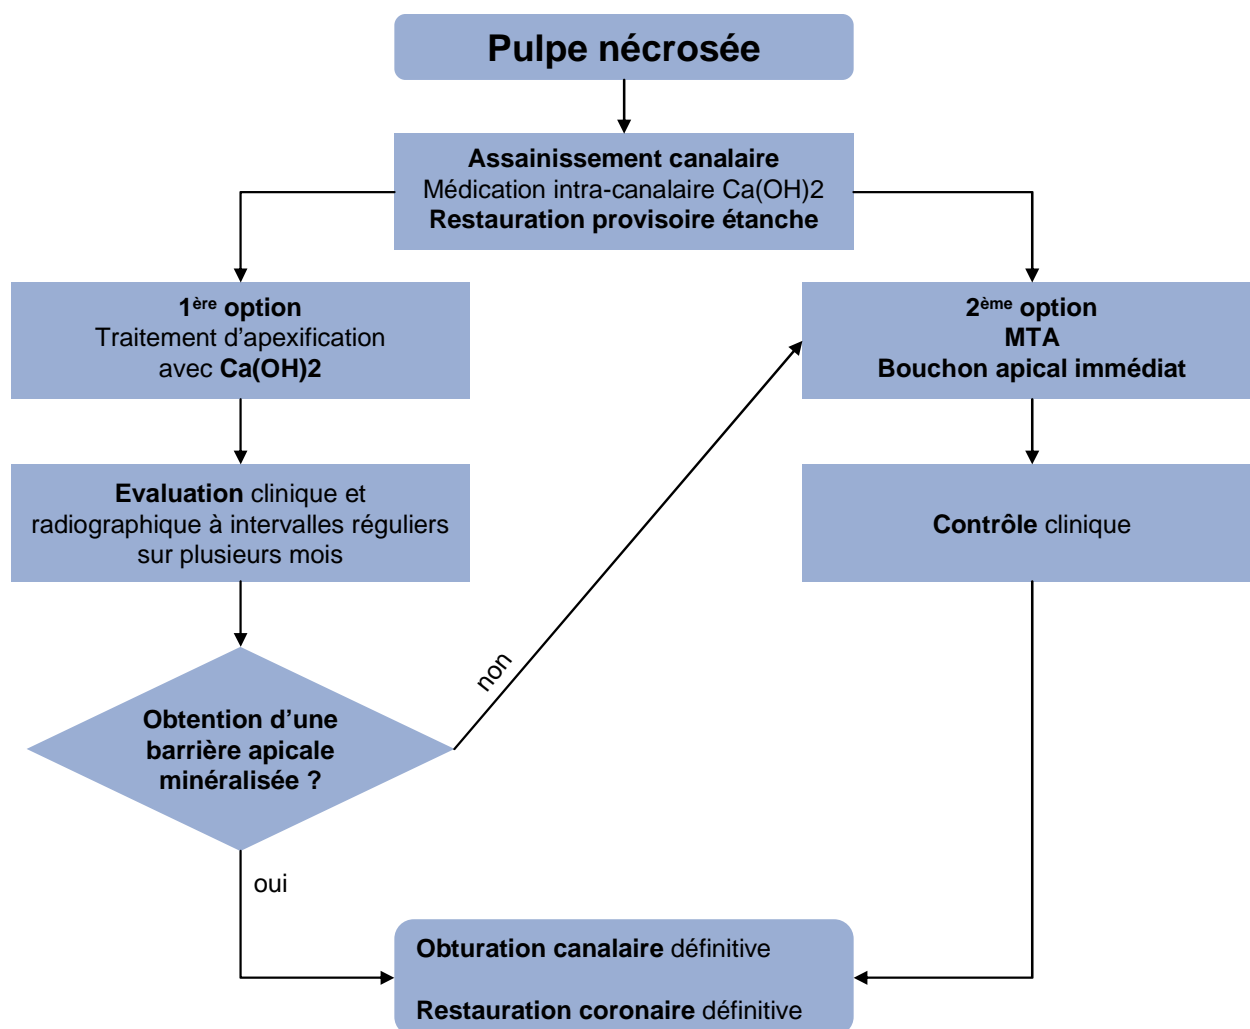 Pulpe nécrosée
Assainissement canalaire
Médication intra-canalaire Ca(OH)2
Restauration provisoire étanche
1ère option
Traitement d’apexification
avec Ca(OH)2
2ème option
MTA
Bouchon apical immédiat
Evaluation clinique et
radiographique à intervalles réguliers
sur plusieurs mois
Contrôle clinique
non
Obtention d’une
barrière apicale
minéralisée ?
oui
Obturation canalaire définitive
Restauration coronaire définitive